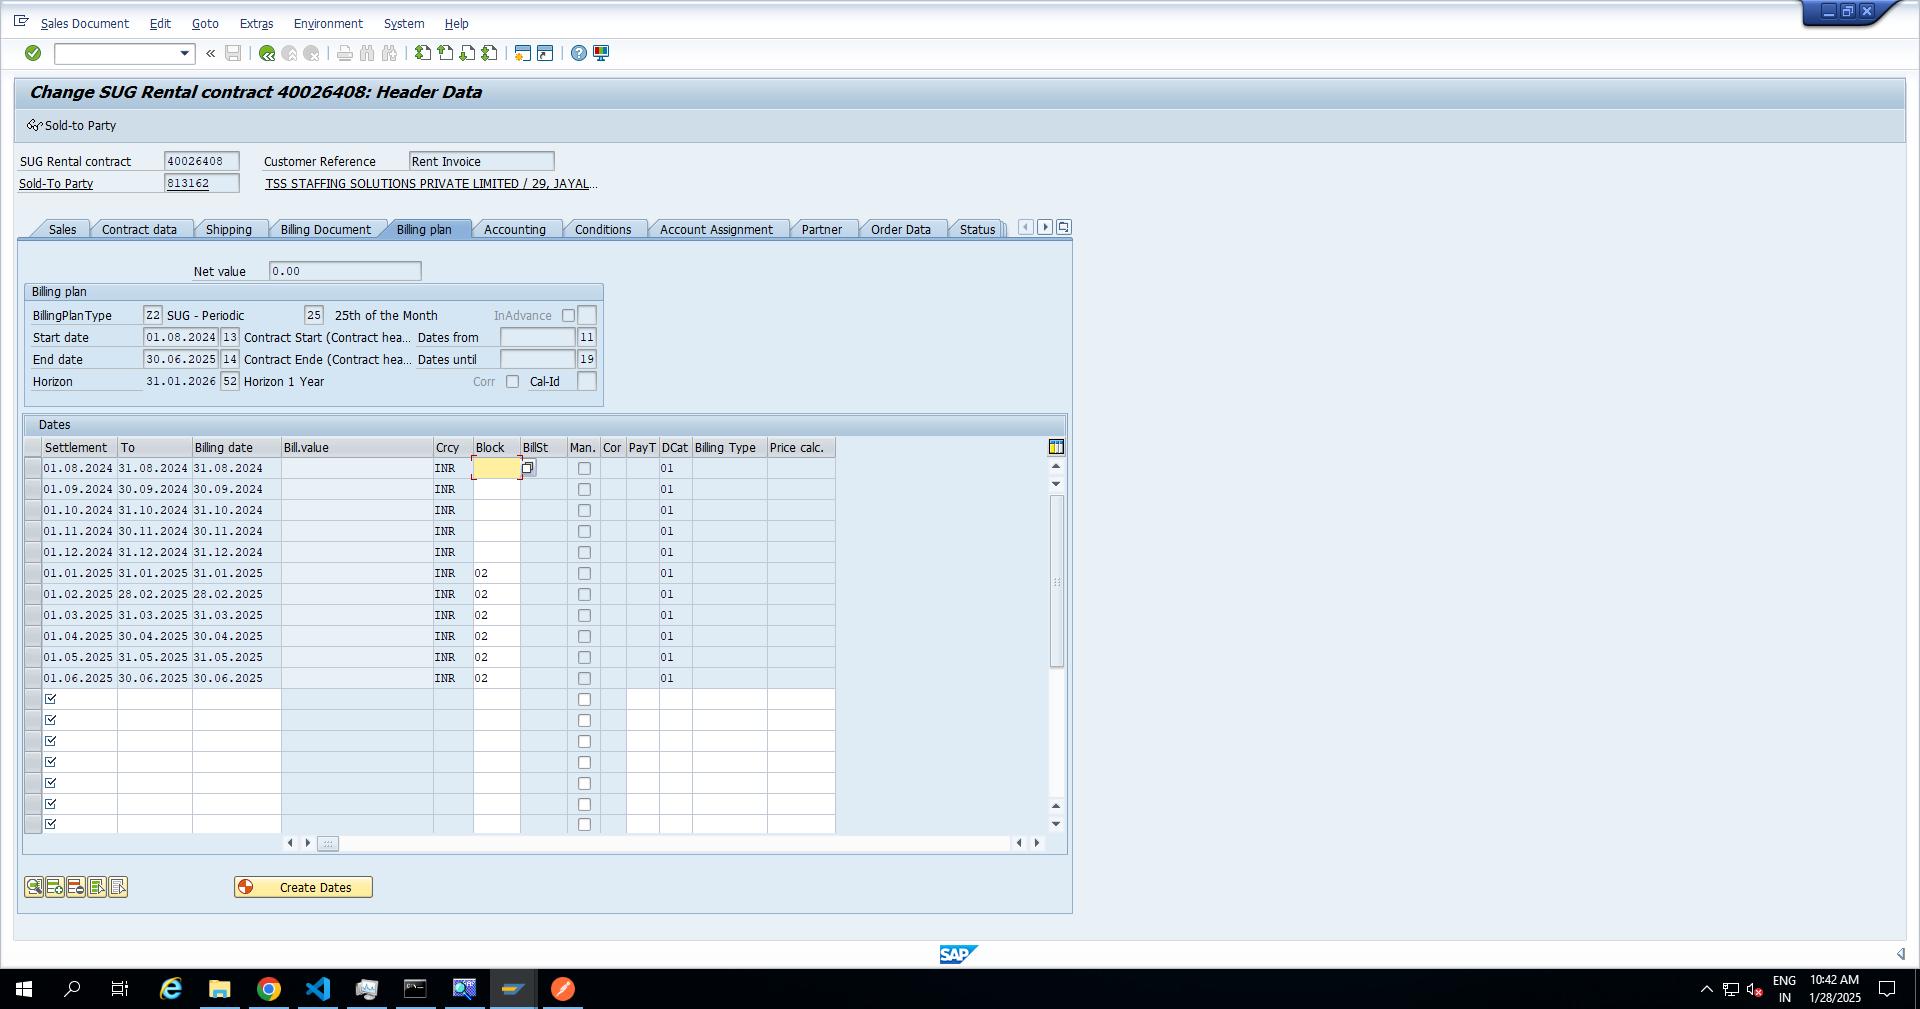 Sales Document Edit Goto Extras Environment System Help
Change SUG Rental contract 40026408: Header Data
Sold-to Party
SUG Rental contract 40026408 Customer Reference Rent Invoice
Sold-To Party 813162 TSS STAFFING SOLUTIONS PRIVATE LIMITED / 29, JAYAL...
Sales Contract data Shipping Billing Document Billing plan Accounting Conditions Account Assignment Partner Order Data Status
Net value 0.00
Billing plan
BillingPlanType Z2 SUG - Periodic 25 25th of the Month InAdvance
Start date 01.08.2024 13 Contract Start (Contract hea... Dates from 11
End date 30.06.2025 14 Contract Ende (Contract hea... Dates until 19
Horizon 31.01.2026 52 Horizon 1 Year Corr Cal-Id
Dates
Settlement To Billing date Bill.value Crcy Block BillSt Man. Cor PayT DCat Billing Type Price calc.
01.08.2024 31.08.2024 31.08.2024 INR 01
01.09.2024 30.09.2024 30.09.2024 INR 01
01.10.2024 31.10.2024 31.10.2024 INR 01
01.11.2024 30.11.2024 30.11.2024 INR 01
01.12.2024 31.12.2024 31.12.2024 INR 01
01.01.2025 31.01.2025 31.01.2025 INR 02 01
01.02.2025 28.02.2025 28.02.2025 INR 02 01
01.03.2025 31.03.2025 31.03.2025 INR 02 01
01.04.2025 30.04.2025 30.04.2025 INR 02 01
01.05.2025 31.05.2025 31.05.2025 INR 02 01
01.06.2025 30.06.2025 30.06.2025 INR 02 01
Create Dates
SAP
ENG 10:42 AM
IN 1/28/2025